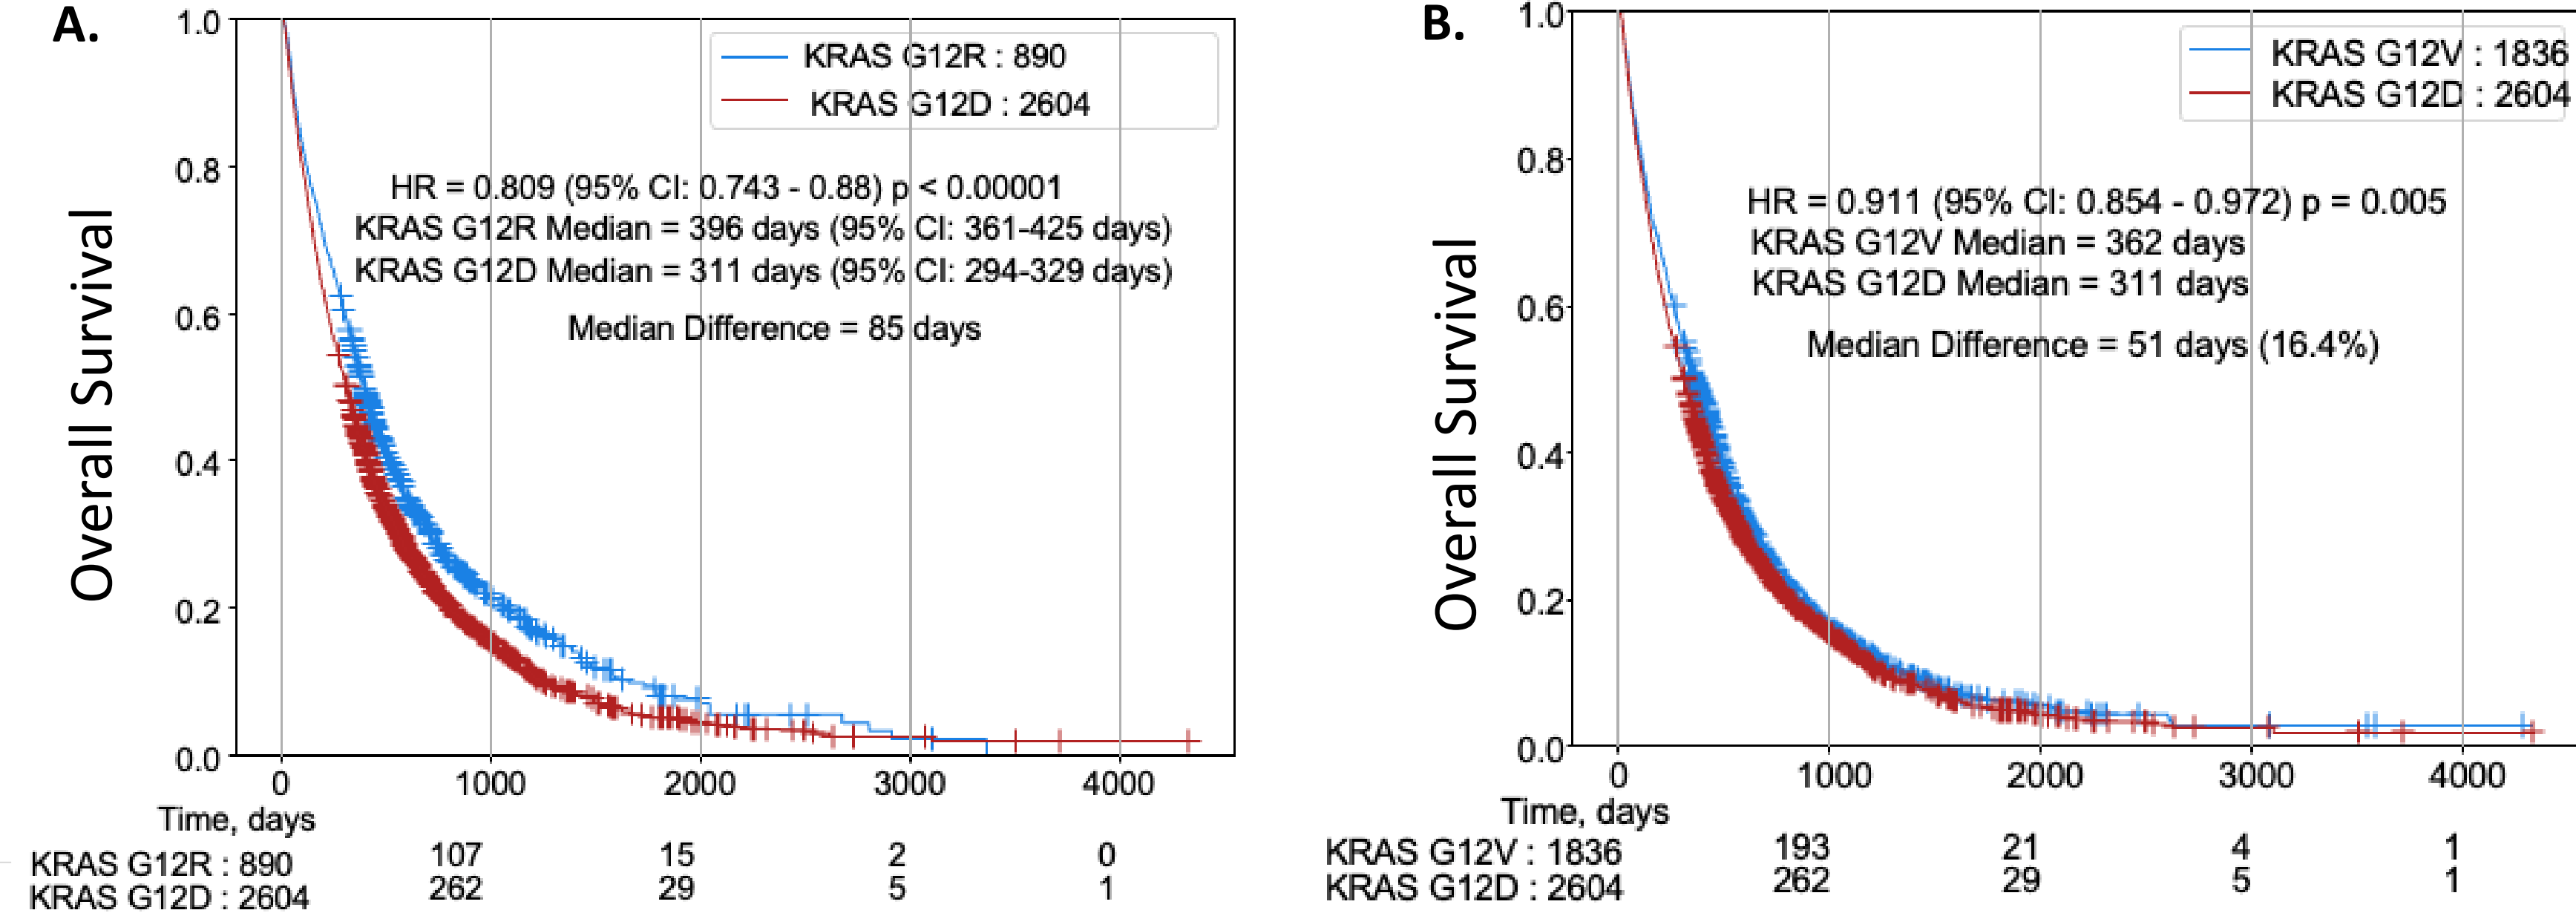 A.
1.0
KRAS G12R : 890
KRAS G12D : 2604
0.8
HR = 0.809 (95% CI: 0.743 - 0.88) p < 0.00001
KRAS G12R Median = 396 days (95% CI: 361-425 days)
KRAS G12D Median = 311 days (95% CI: 294-329 days)
Median Difference = 85 days
0.6
0.4
0.2
0.0
Overall Survival
0 1000 2000 3000 4000
Time, days
KRAS G12R : 890 107 15 2 0
KRAS G12D : 2604 262 29 5 1
B.
1.0
KRAS G12V : 1836
KRAS G12D : 2604
0.8
HR = 0.911 (95% CI: 0.854 - 0.972) p = 0.005
KRAS G12V Median = 362 days
KRAS G12D Median = 311 days
Median Difference = 51 days (16.4%)
0.6
0.4
0.2
0.0
Overall Survival
0 1000 2000 3000 4000
Time, days
KRAS G12V : 1836 193 21 4 1
KRAS G12D : 2604 262 29 5 1